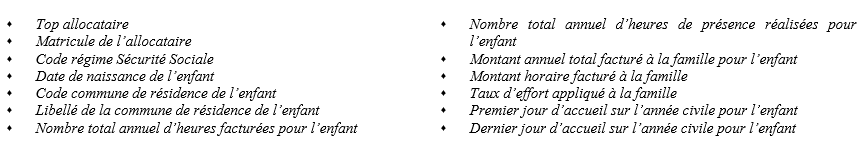 Top allocataire
Matricule de l'allocataire
Code régime Sécurité Sociale
Date de naissance de l'enfant
Code commune de résidence de l'enfant
Libellé de la commune de résidence de l'enfant
Nombre total annuel d'heures facturées pour l'enfant
Nombre total annuel d'heures de présence réalisées pour
l'enfant
Montant annuel total facturé à la famille pour l'enfant
Montant horaire facturé à la famille
Taux d'effort appliqué à la famille
Premier jour d'accueil sur l'année civile pour l'enfant
Dernier jour d'accueil sur l'année civile pour l'enfant